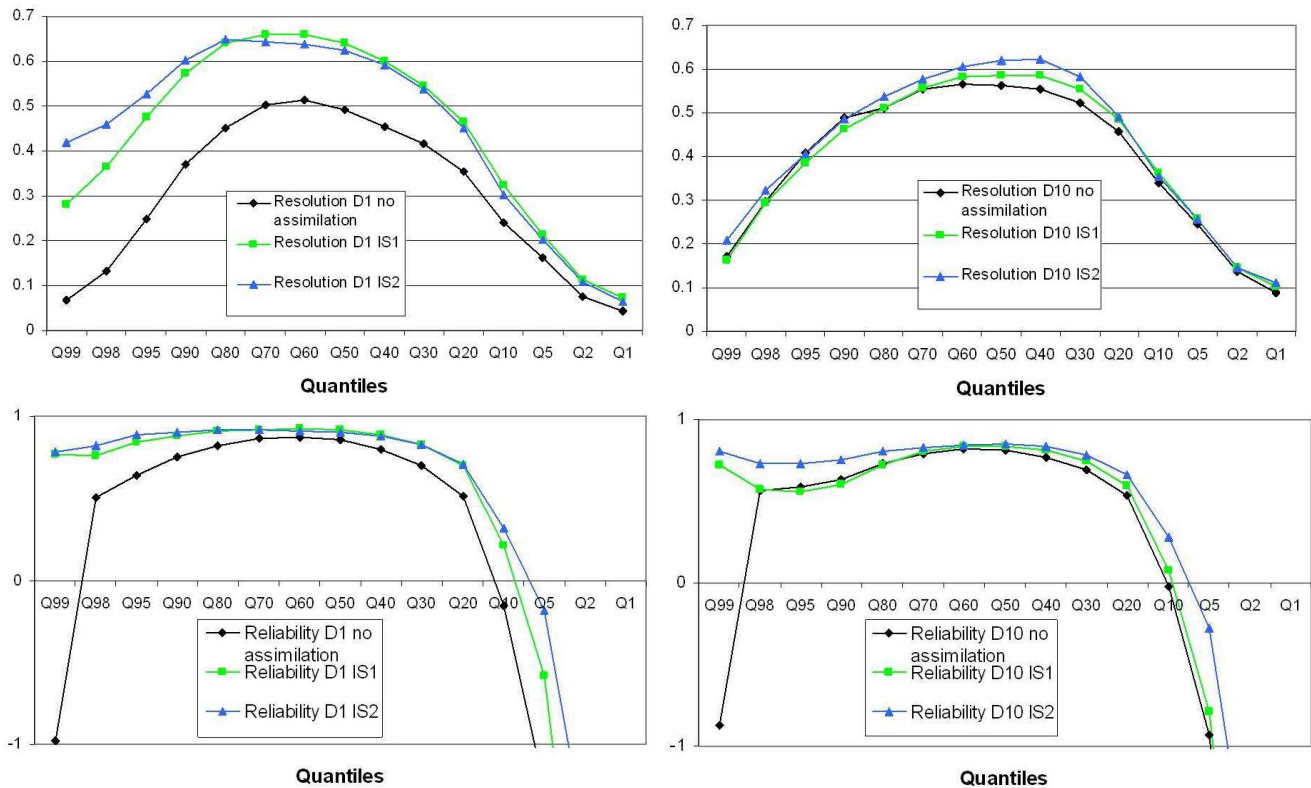 0.7
0.6
0.5
0.4
0.3
0.2
0.1
0
Resolution D1 no
assimilation
Resolution D1 IS1
Resolution D1 IS2
Q99 Q98 Q95 Q90 Q80 Q70 Q60 Q50 Q40 Q30 Q20 Q10 Q5 Q2 Q1
Quantiles
0.7
0.6
0.5
0.4
0.3
0.2
0.1
0
Resolution D10 no
assimilation
Resolution D10 IS1
Resolution D10 IS2
Q99 Q98 Q95 Q90 Q80 Q70 Q60 Q50 Q40 Q30 Q20 Q10 Q5 Q2 Q1
Quantiles
1
0
-1
Q99 Q98 Q95 Q90 Q80 Q70 Q60 Q50 Q40 Q30 Q20 Q10 Q5 Q2 Q1
Reliability D1 no
assimilation
Reliability D1 IS1
Reliability D1 IS2
Quantiles
1
0
-1
Q99 Q98 Q95 Q90 Q80 Q70 Q60 Q50 Q40 Q30 Q20 Q10 Q5 Q2 Q1
Reliability D10 no
assimilation
Reliability D10 IS1
Reliability D10 IS2
Quantiles